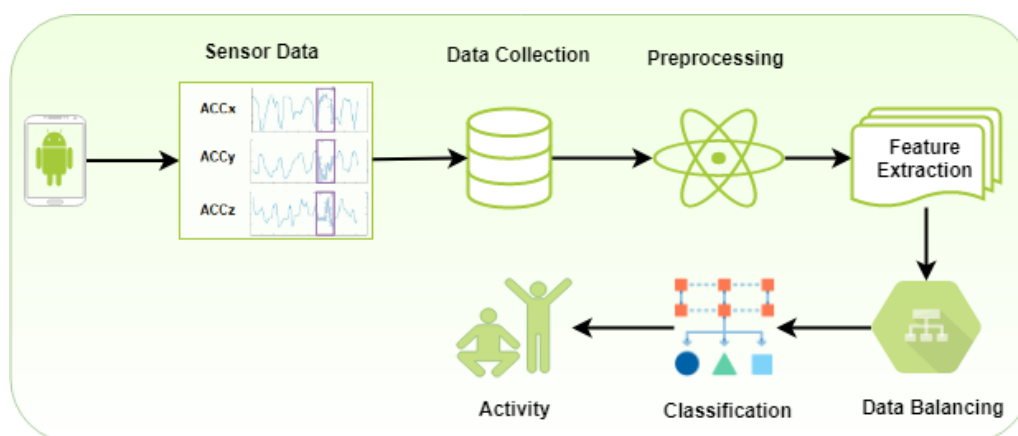 Sensor Data
ACCx
ACCy
ACCz
Data Collection
Preprocessing
Feature
Extraction
Data Balancing
Classification
Activity